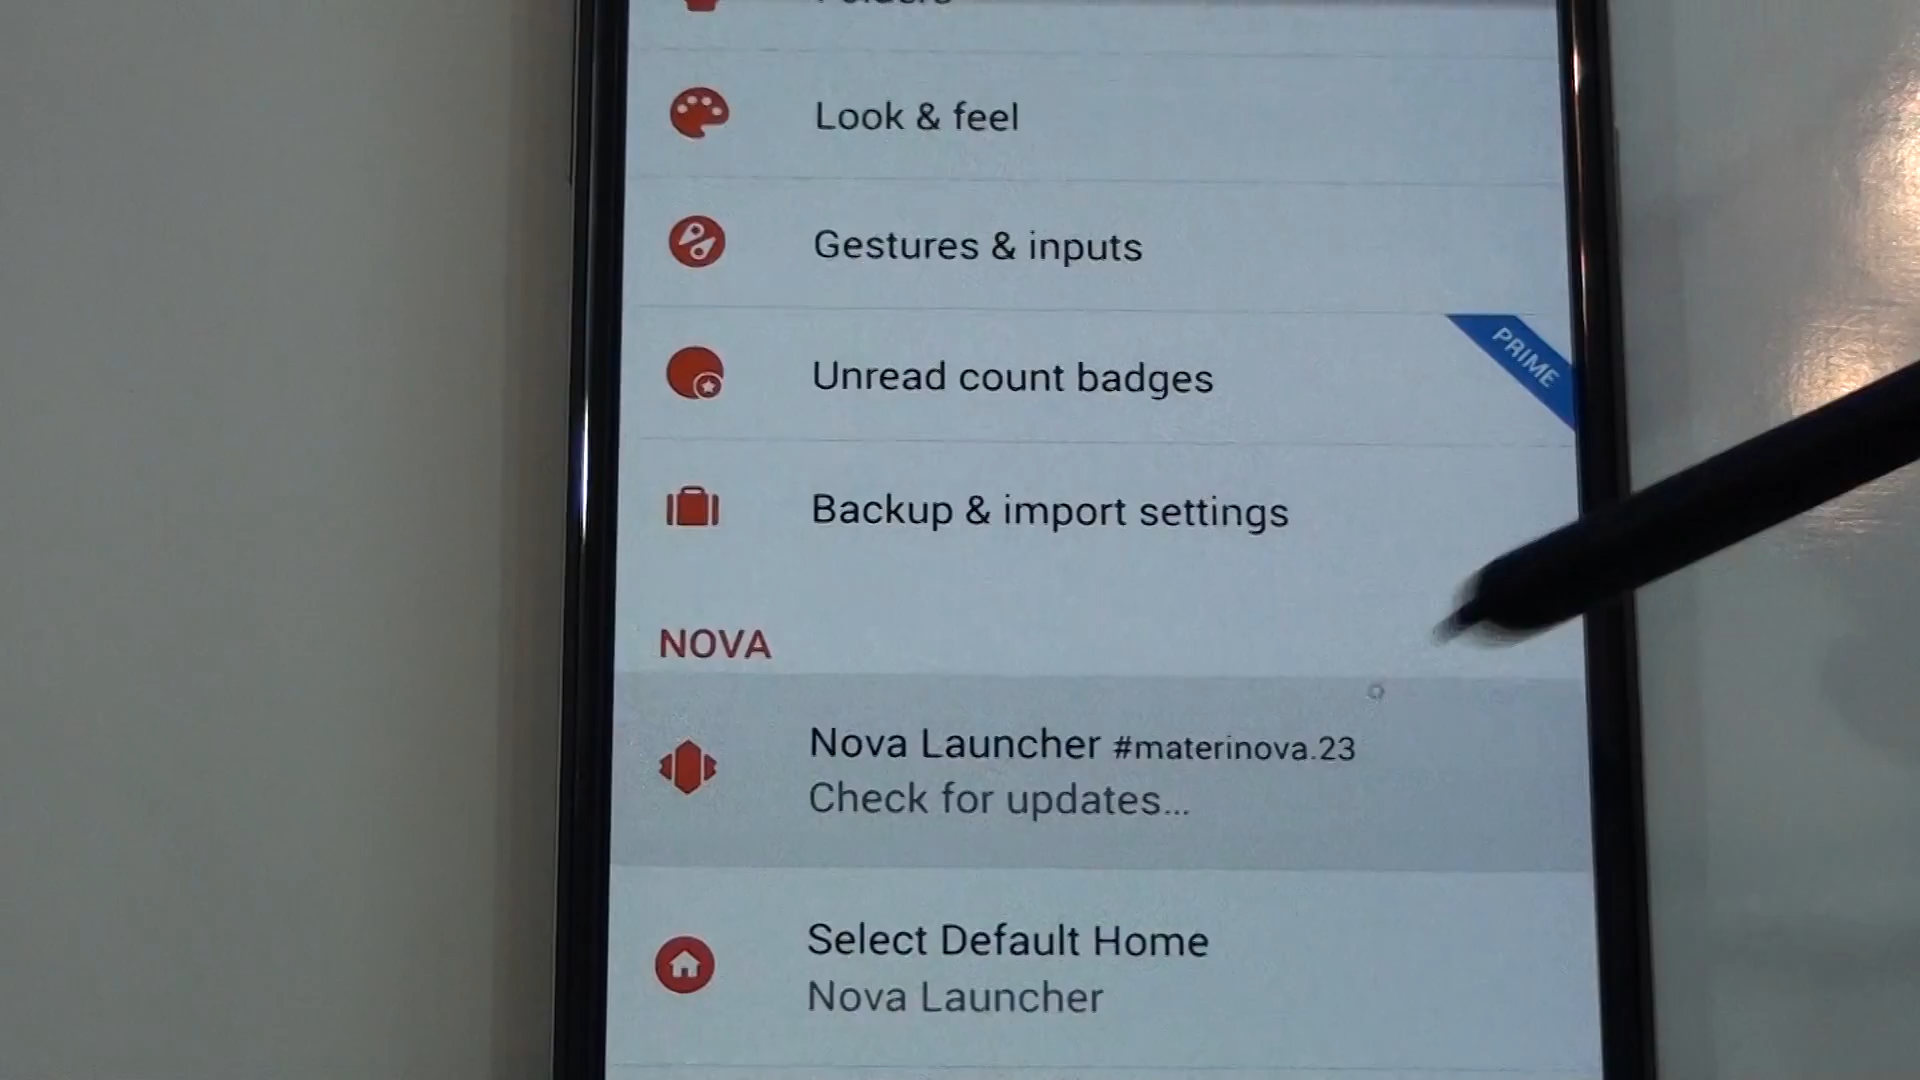 Folders
Look & feel
Gestures & inputs
PRIME
Unread count badges
Backup & import settings
NOVA
Nova Launcher #materinova.23
Check for updates...
Select Default Home
Nova Launcher